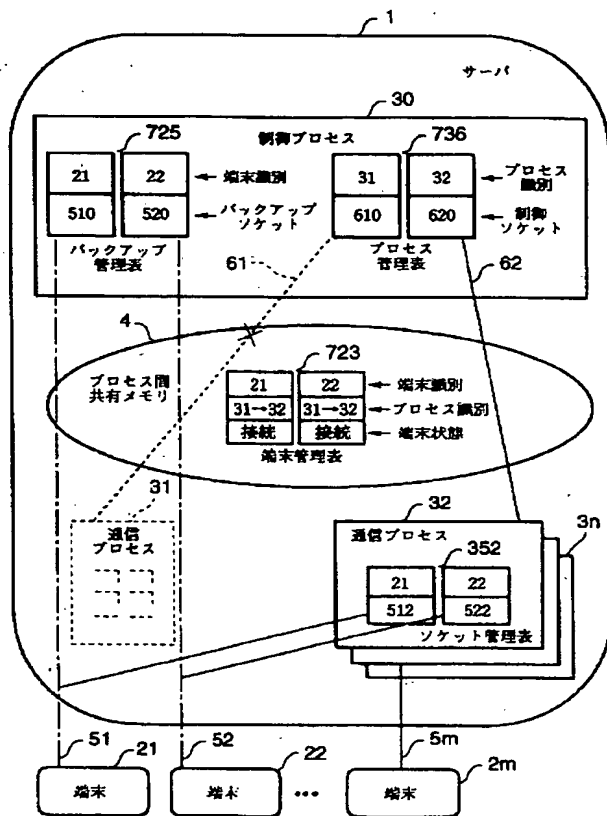 1
サーバ
30
725
制御プロセス
736
21 22 ←端末識別
31 32 ←プロセス識別
510 520 ←バックアップソケット
610 620 ←制御ソケット
バックアップ管理表
プロセス管理表
61
62
4
723
プロセス間共有メモリ
21 22 ←端末識別
31→32 31→32 ←プロセス識別
接続 接続 ←端末状態
端末管理表
31
32
3n
通信プロセス
通信プロセス
352
21 22
512 522
ソケット管理表
51
21
52
22
5m
2m
端末
端末
•••
端末